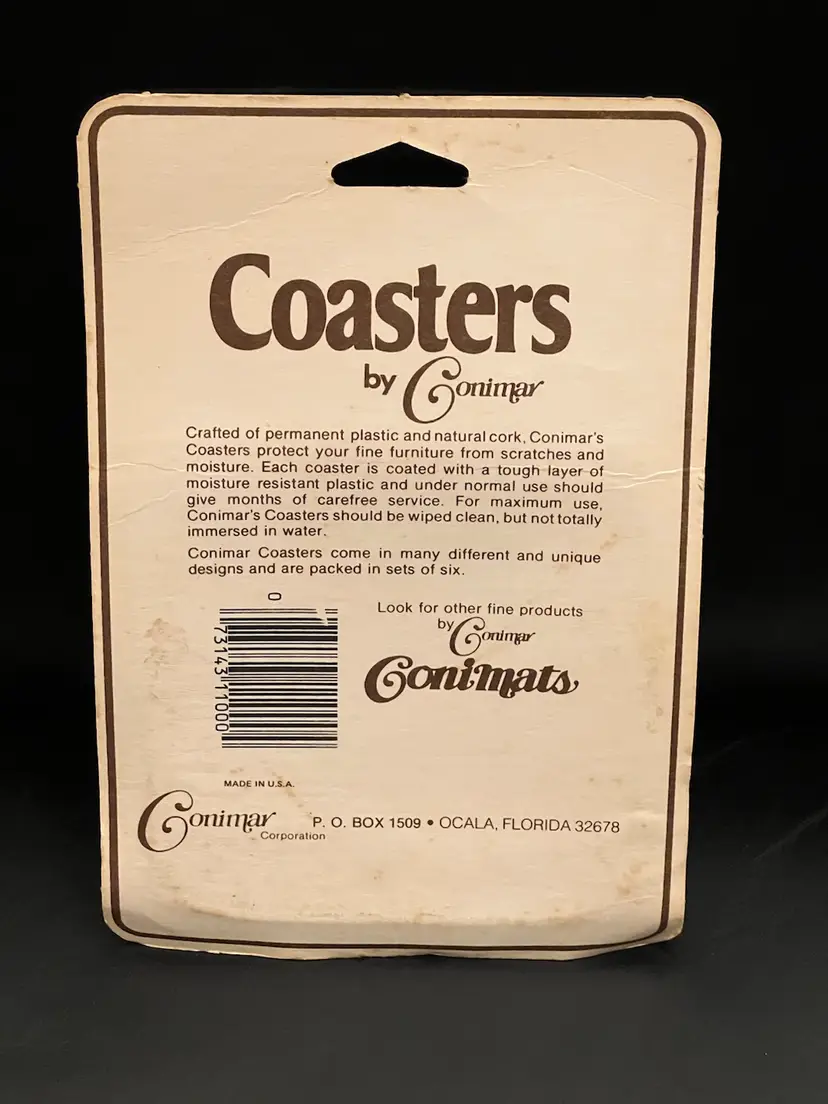 Coasters
by Conimar
Crafted of permanent plastic and natural cork, Conimar's
Coasters protect your fine furniture from scratches and
moisture. Each coaster is coated with a tough layer of
moisture resistant plastic and under normal use should
give months of carefree service. For maximum use,
Conimar's Coasters should be wiped clean, but not totally
immersed in water.
Conimar Coasters come in many different and unique
designs and are packed in sets of six.
0
73143 11000
Look for other fine products
by Conimar
Conimats
MADE IN U.S.A.
Conimar
Corporation
P. O. BOX 1509 • OCALA, FLORIDA 32678